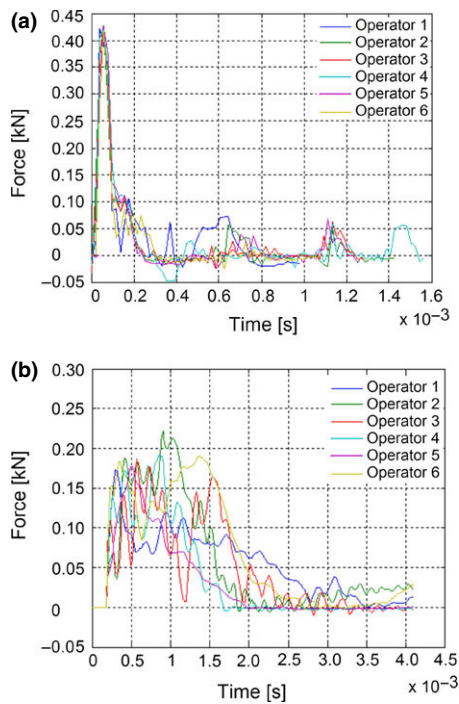 (a)
0.45
0.40
0.35
0.30
0.25
0.20
0.15
0.10
0.05
0
−0.05
Force [kN]
Operator 1
Operator 2
Operator 3
Operator 4
Operator 5
Operator 6
0 0.2 0.4 0.6 0.8 1.0 1.2 1.4 1.6
Time [s]
x 10⁻³
(b)
0.30
0.25
0.20
0.15
0.10
0.05
0
−0.05
Force [kN]
Operator 1
Operator 2
Operator 3
Operator 4
Operator 5
Operator 6
0 0.5 1.0 1.5 2.0 2.5 3.0 3.5 4.0 4.5
Time [s]
x 10⁻³